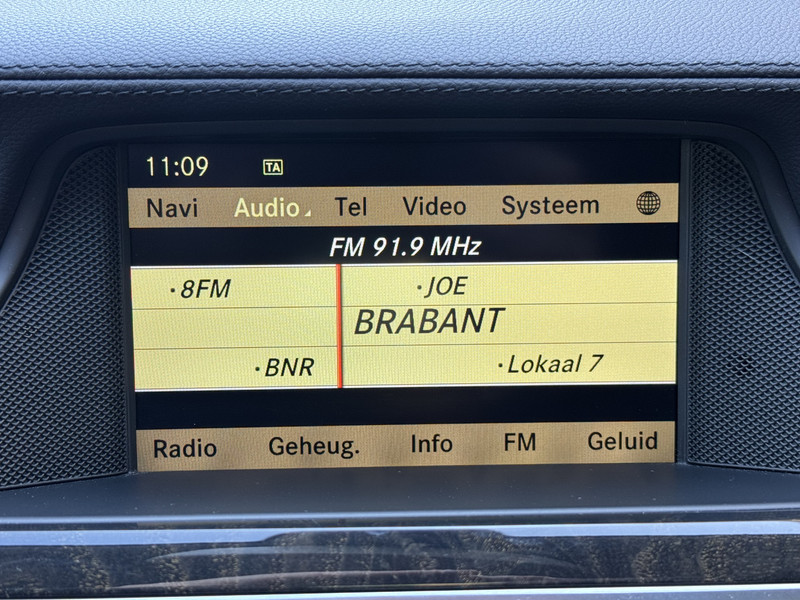 11:09 TA
Navi Audio Tel Video Systeem
FM 91.9 MHz
·8FM ·JOE
BRABANT
·BNR ·Lokaal 7
Radio Geheug. Info FM Geluid